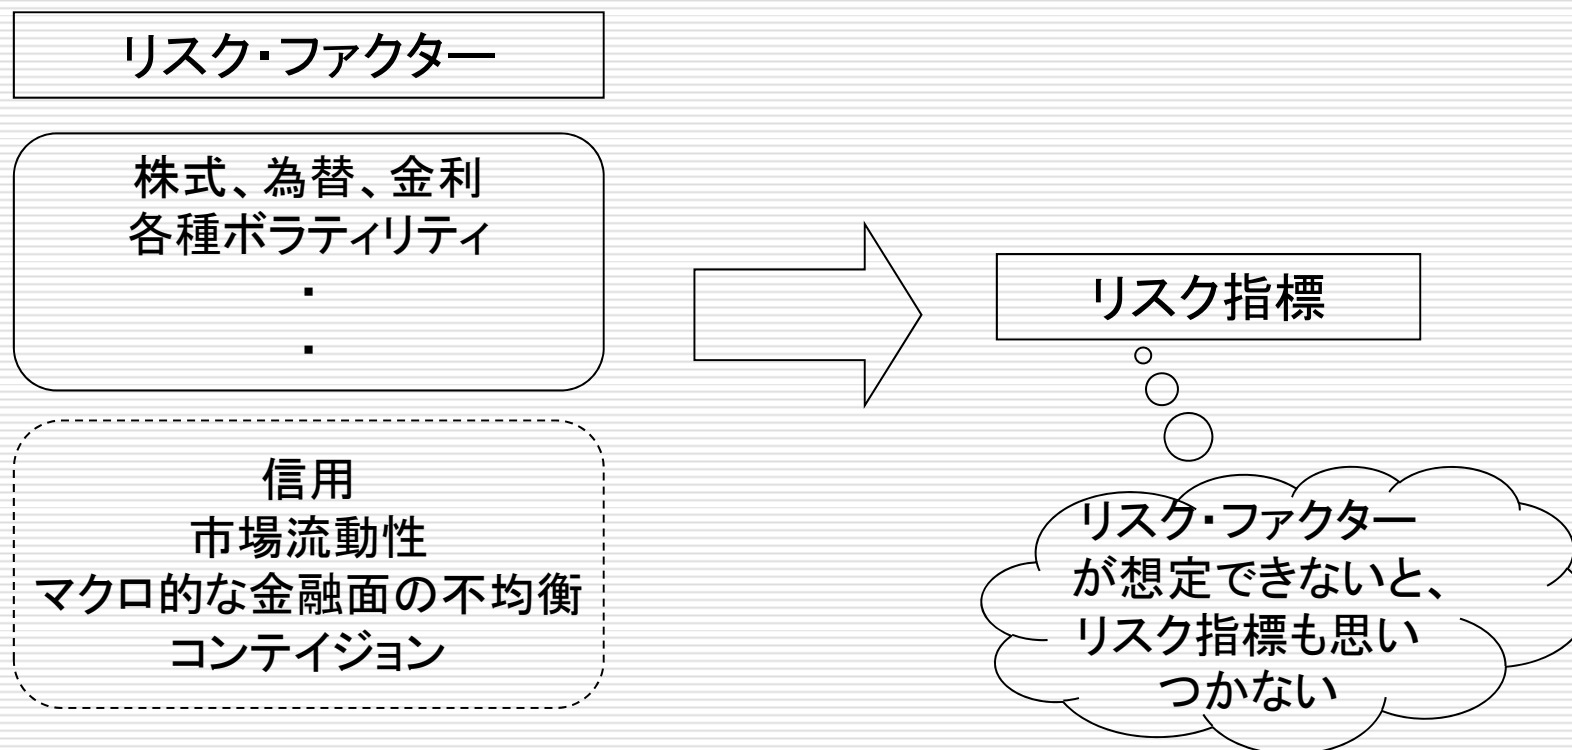 リスク・ファクター
株式、為替、金利
各種ボラティリティ
・
・
信用
市場流動性
マクロ的な金融面の不均衡
コンテイジョン
リスク指標
リスク・ファクター
が想定できないと、
リスク指標も思い
つかない